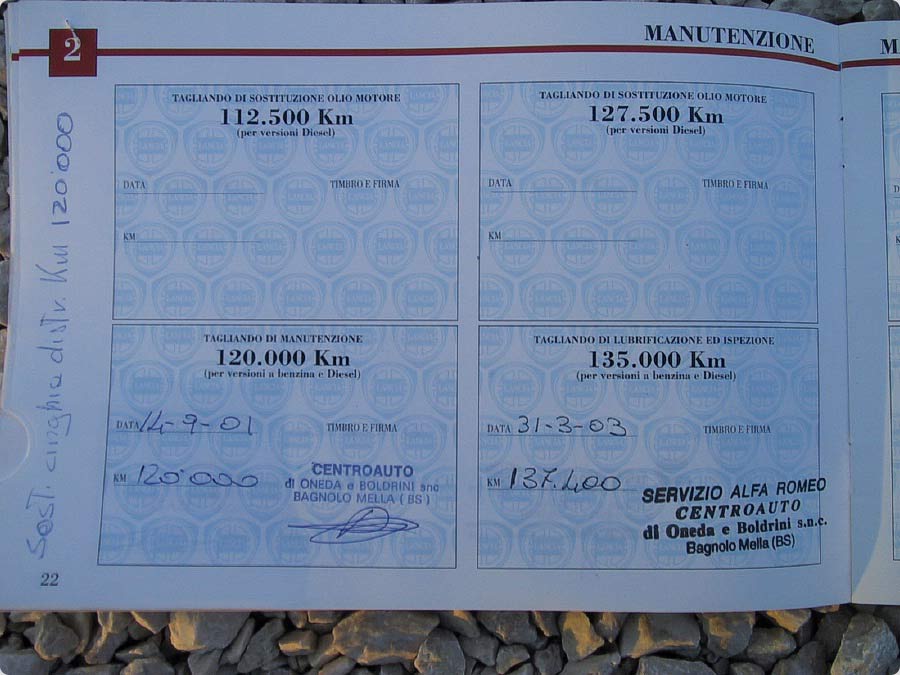 2
MANUTENZIONE
M
Sost. cinghia distr. Km 120'000
TAGLIANDO DI SOSTITUZIONE OLIO MOTORE
112.500 Km
(per versioni Diesel)
DATA
TIMBRO E FIRMA
KM
TAGLIANDO DI SOSTITUZIONE OLIO MOTORE
127.500 Km
(per versioni Diesel)
DATA
TIMBRO E FIRMA
KM
TAGLIANDO DI MANUTENZIONE
120.000 Km
(per versioni a benzina e Diesel)
DATA 14-9-01
TIMBRO E FIRMA
KM 120'000
CENTROAUTO
di ONEDA e BOLDRINI snc
BAGNOLO MELLA (BS)
TAGLIANDO DI LUBRIFICAZIONE ED ISPEZIONE
135.000 Km
(per versioni a benzina e Diesel)
DATA 31-3-03
TIMBRO E FIRMA
KM 137.400
SERVIZIO ALFA ROMEO
CENTROAUTO
di Oneda e Boldrini s.n.c.
Bagnolo Mella (BS)
22